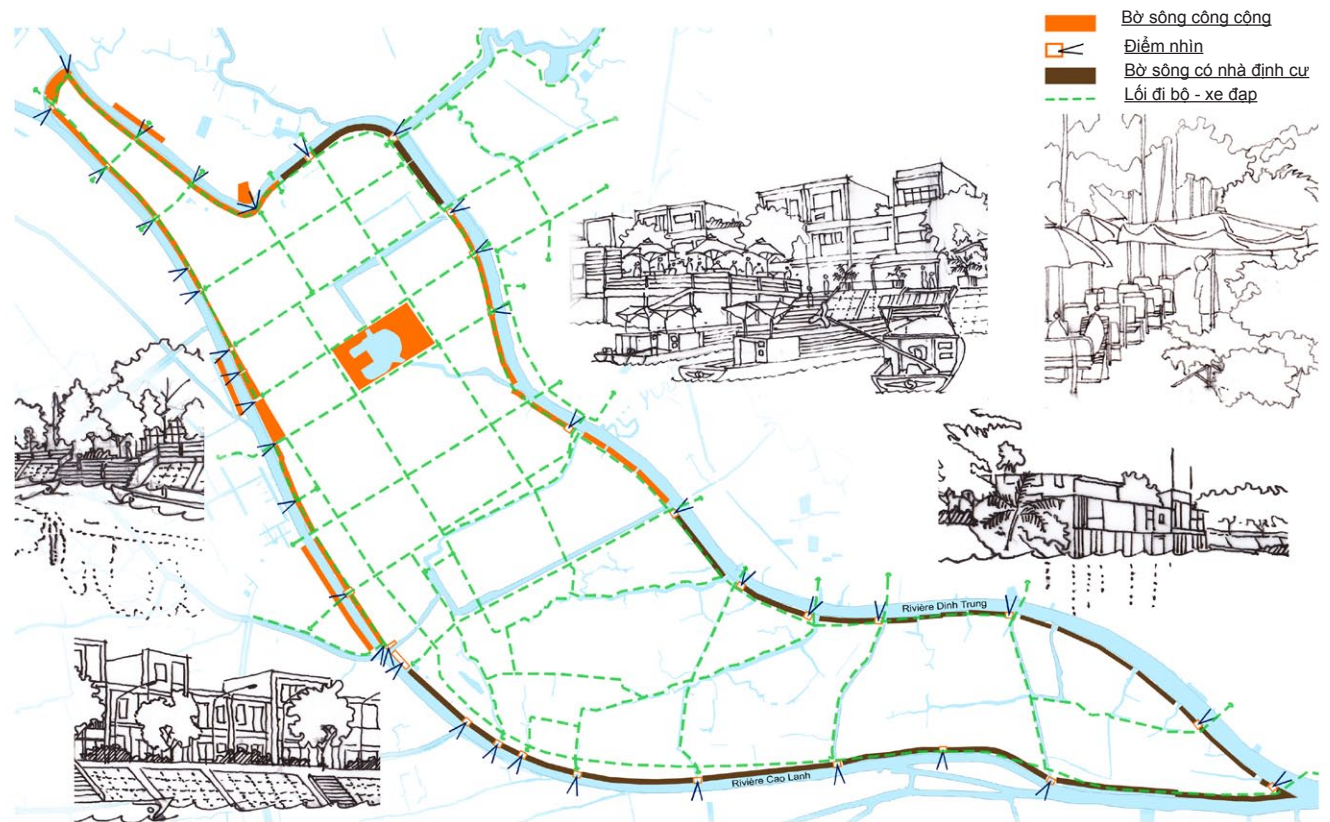 Bờ sông công cộng
Điểm nhìn
Bờ sông có nhà định cư
Lối đi bộ - xe đạp
Rivière Dinh Trung
Rivière Cao Lanh